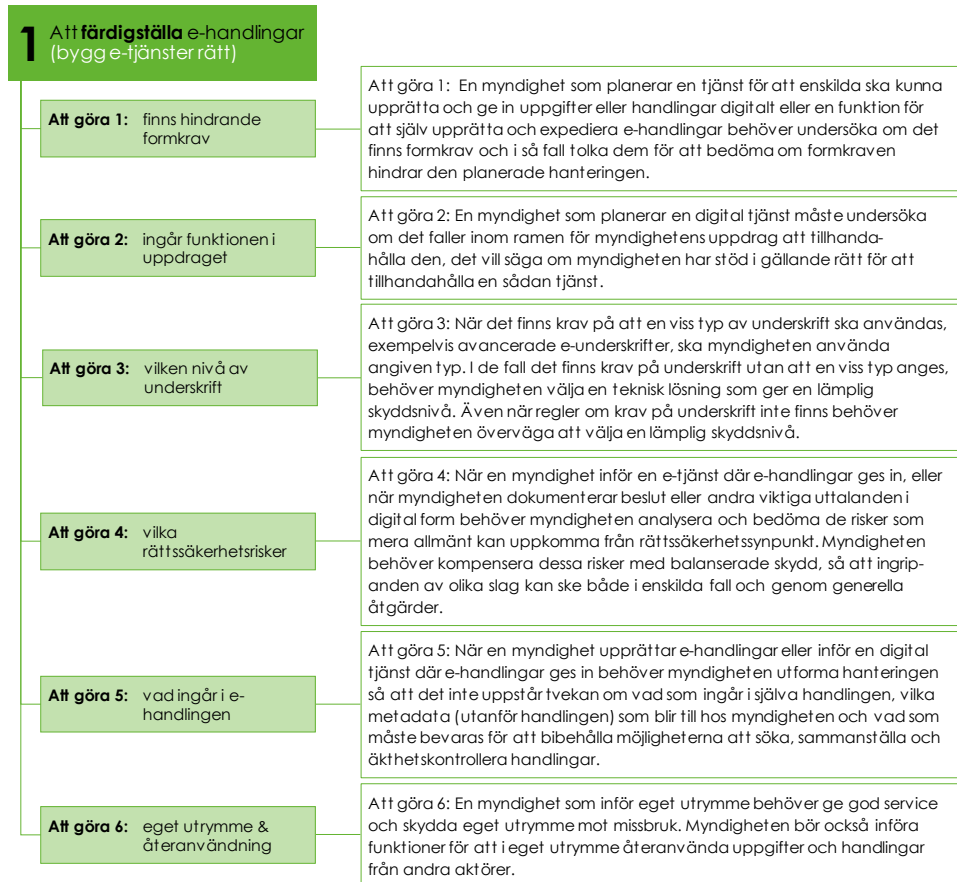 1 Att färdigställa e-handlingar
(bygg e-tjänster rätt)
Att göra 1: finns hindrande
formkrav
Att göra 1: En myndighet som planerar en tjänst för att enskilda ska kunna
upprätta och ge in uppgifter eller handlingar digitalt eller en funktion för
att själv upprätta och expediera e-handlingar behöver undersöka om det
finns formkrav och i så fall tolka dem för att bedöma om formkraven
hindrar den planerade hanteringen.
Att göra 2: ingår funktionen i
uppdraget
Att göra 2: En myndighet som planerar en digital tjänst måste undersöka
om det faller inom ramen för myndighetens uppdrag att tillhanda-
hålla den, det vill säga om myndigheten har stöd i gällande rätt för att
tillhandahålla en sådan tjänst.
Att göra 3: vilken nivå av
underskrift
Att göra 3: När det finns krav på att en viss typ av underskrift ska användas,
exempelvis avancerade e-underskrifter, ska myndigheten använda
angiven typ. I de fall det finns krav på underskrift utan att en viss typ anges,
behöver myndigheten välja en teknisk lösning som ger en lämplig
skyddsnivå. Även när regler om krav på underskrift inte finns behöver
myndigheten överväga att välja en lämplig skyddsnivå.
Att göra 4: vilka
rättssäkerhetsrisker
Att göra 4: När en myndighet inför en e-tjänst där e-handlingar ges in, eller
när myndigheten dokumenterar beslut eller andra viktiga uttalanden i
digital form behöver myndigheten analysera och bedöma de risker som
mera allmänt kan uppkomma från rättssäkerhetssynpunkt. Myndigheten
behöver kompensera dessa risker med balanserade skydd, så att ingrip-
anden av olika slag kan ske både i enskilda fall och genom generella
åtgärder.
Att göra 5: vad ingår i e-
handlingen
Att göra 5: När en myndighet upprättar e-handlingar eller inför en digital
tjänst där e-handlingar ges in behöver myndigheten utforma hanteringen
så att det inte uppstår tvekan om vad som ingår i själva handlingen, vilka
metadata (utanför handlingen) som blir till hos myndigheten och vad som
måste bevaras för att bibehålla möjligheterna att söka, sammanställa och
äkthetskontrollera handlingar.
Att göra 6: eget utrymme &
återanvändning
Att göra 6: En myndighet som inför eget utrymme behöver ge god service
och skydda eget utrymme mot missbruk. Myndigheten bör också införa
funktioner för att i eget utrymme återanvända uppgifter och handlingar
från andra aktörer.